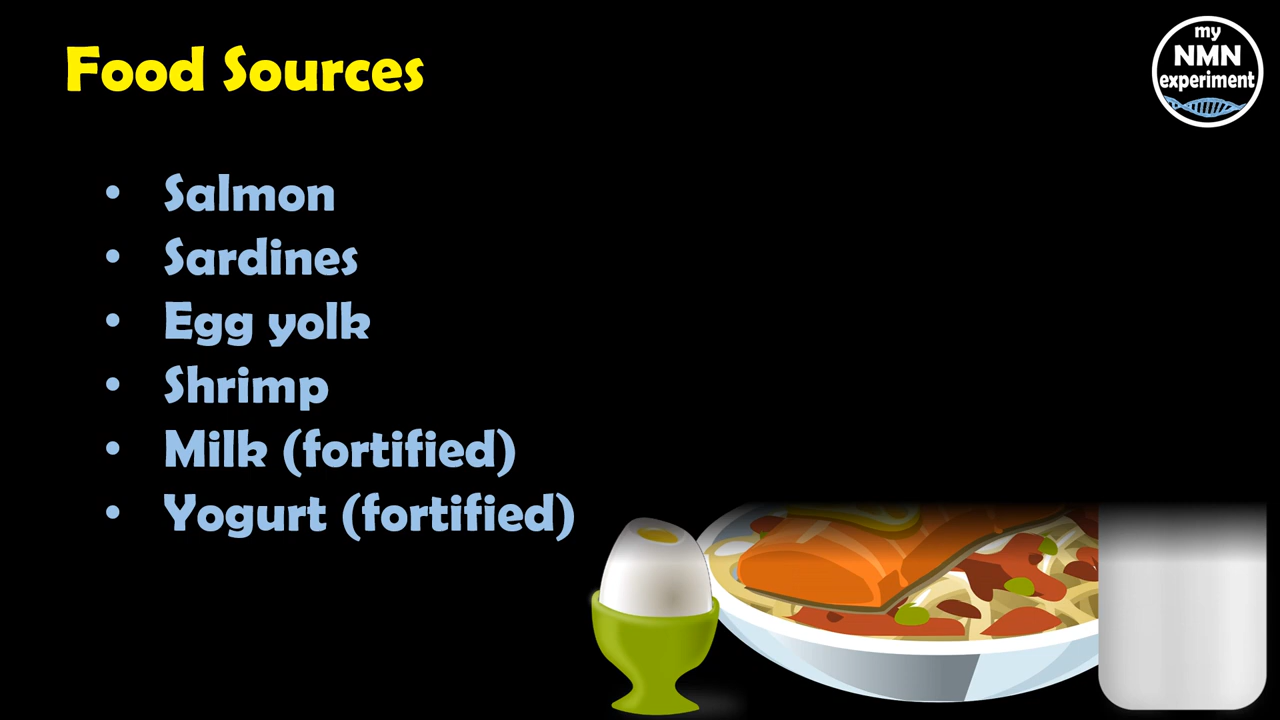 Food Sources
my
NMN
experiment
• Salmon
• Sardines
• Egg yolk
• Shrimp
• Milk (fortified)
• Yogurt (fortified)